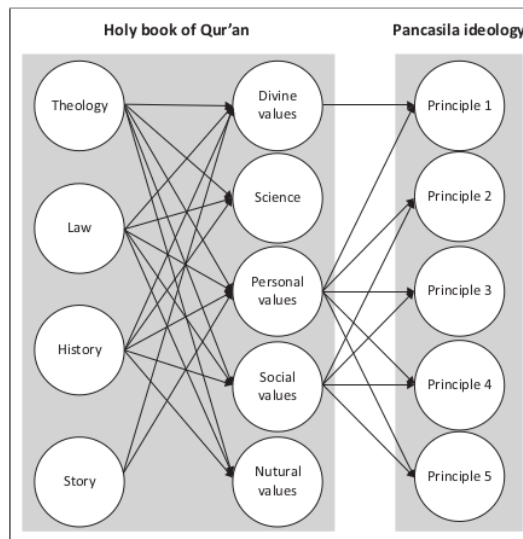 Holy book of Qur’an
Pancasila ideology
Theology
Law
History
Story
Divine
values
Science
Personal
values
Social
values
Nutural
values
Principle 1
Principle 2
Principle 3
Principle 4
Principle 5